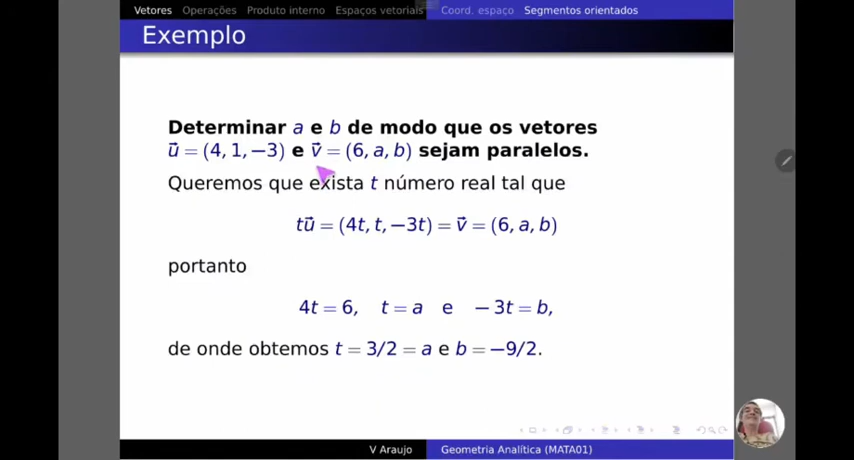 Vetores Operações Produto interno Espaços vetoriais Coord. espaço Segmentos orientados
Exemplo
Determinar a e b de modo que os vetores
u⃗ = (4, 1, −3) e v⃗ = (6, a, b) sejam paralelos.
Queremos que exista t número real tal que
tu⃗ = (4t, t, −3t) = v⃗ = (6, a, b)
portanto
4t = 6, t = a e − 3t = b,
de onde obtemos t = 3/2 = a e b = −9/2.
V Araujo Geometria Analítica (MATA01)